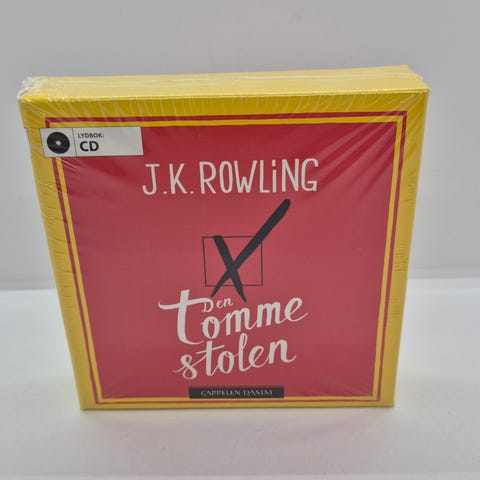 LYDBOK:
CD
J.K. ROWLING
Den
tomme
stolen
CAPPELEN DAMM